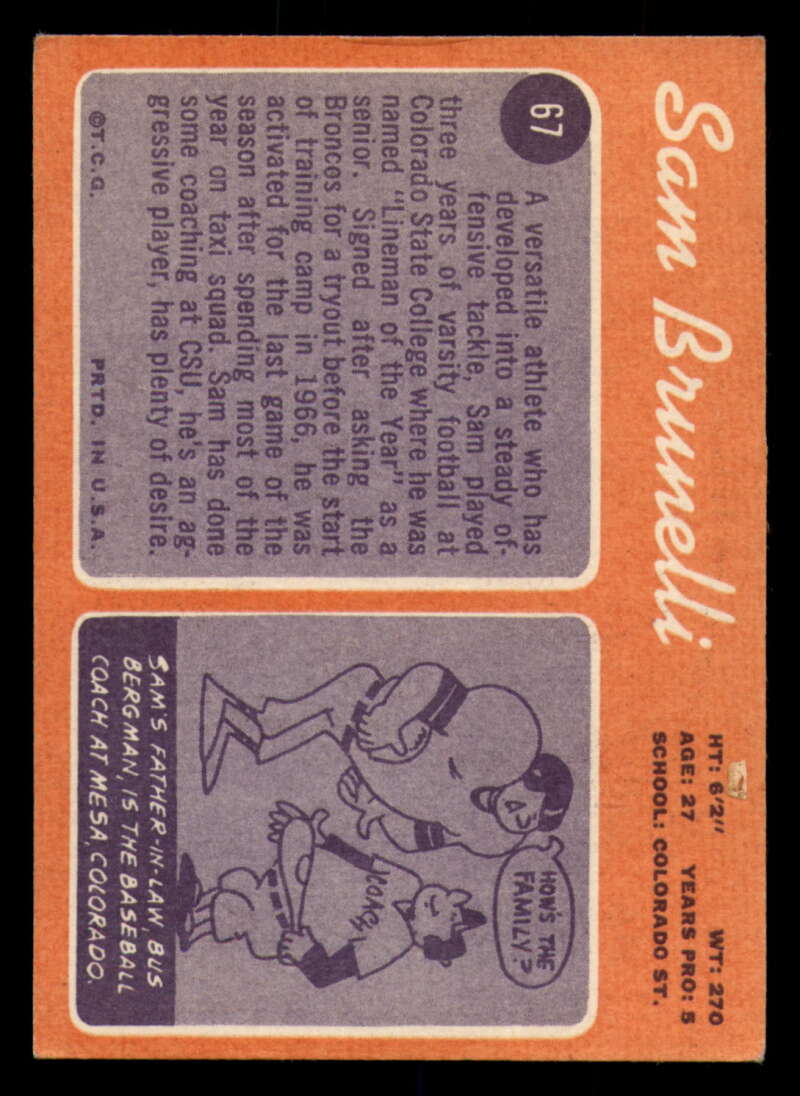 Sam Brunelli
HT: 6'2" WT: 270
AGE: 27 YEARS PRO: 5
SCHOOL: COLORADO ST.
67
A versatile athlete who has
developed into a steady of-
fensive tackle, Sam played
three years of varsity football at
Colorado State College where he was
named "Lineman of the Year" as a
senior. Signed after asking the
Broncos for a tryout before the start
of training camp in 1966, he was
activated for the last game of the
season after spending most of the
year on taxi squad. Sam has done
some coaching at CSU, he's an ag-
gressive player, has plenty of desire.
©T.C.G. PRTD. IN U.S.A.
HOW'S THE
FAMILY?
COACH
SAM'S FATHER-IN-LAW, BUS
BERGMAN, IS THE BASEBALL
COACH AT MESA, COLORADO.